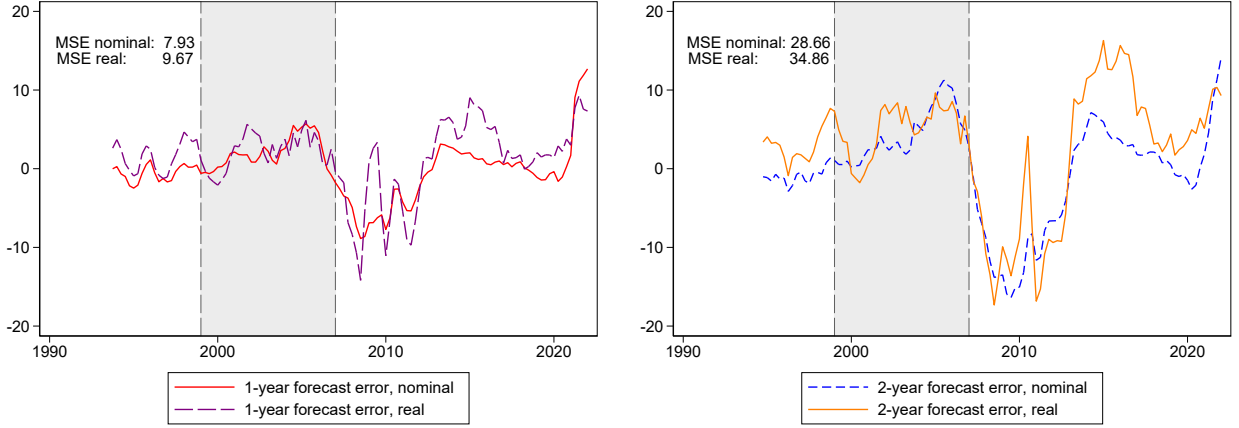 20
10
0
-10
-20
MSE nominal: 7.93
MSE real: 9.67
1990
2000
2010
2020
1-year forecast error, nominal
1-year forecast error, real
20
10
0
-10
-20
MSE nominal: 28.66
MSE real: 34.86
1990
2000
2010
2020
2-year forecast error, nominal
2-year forecast error, real